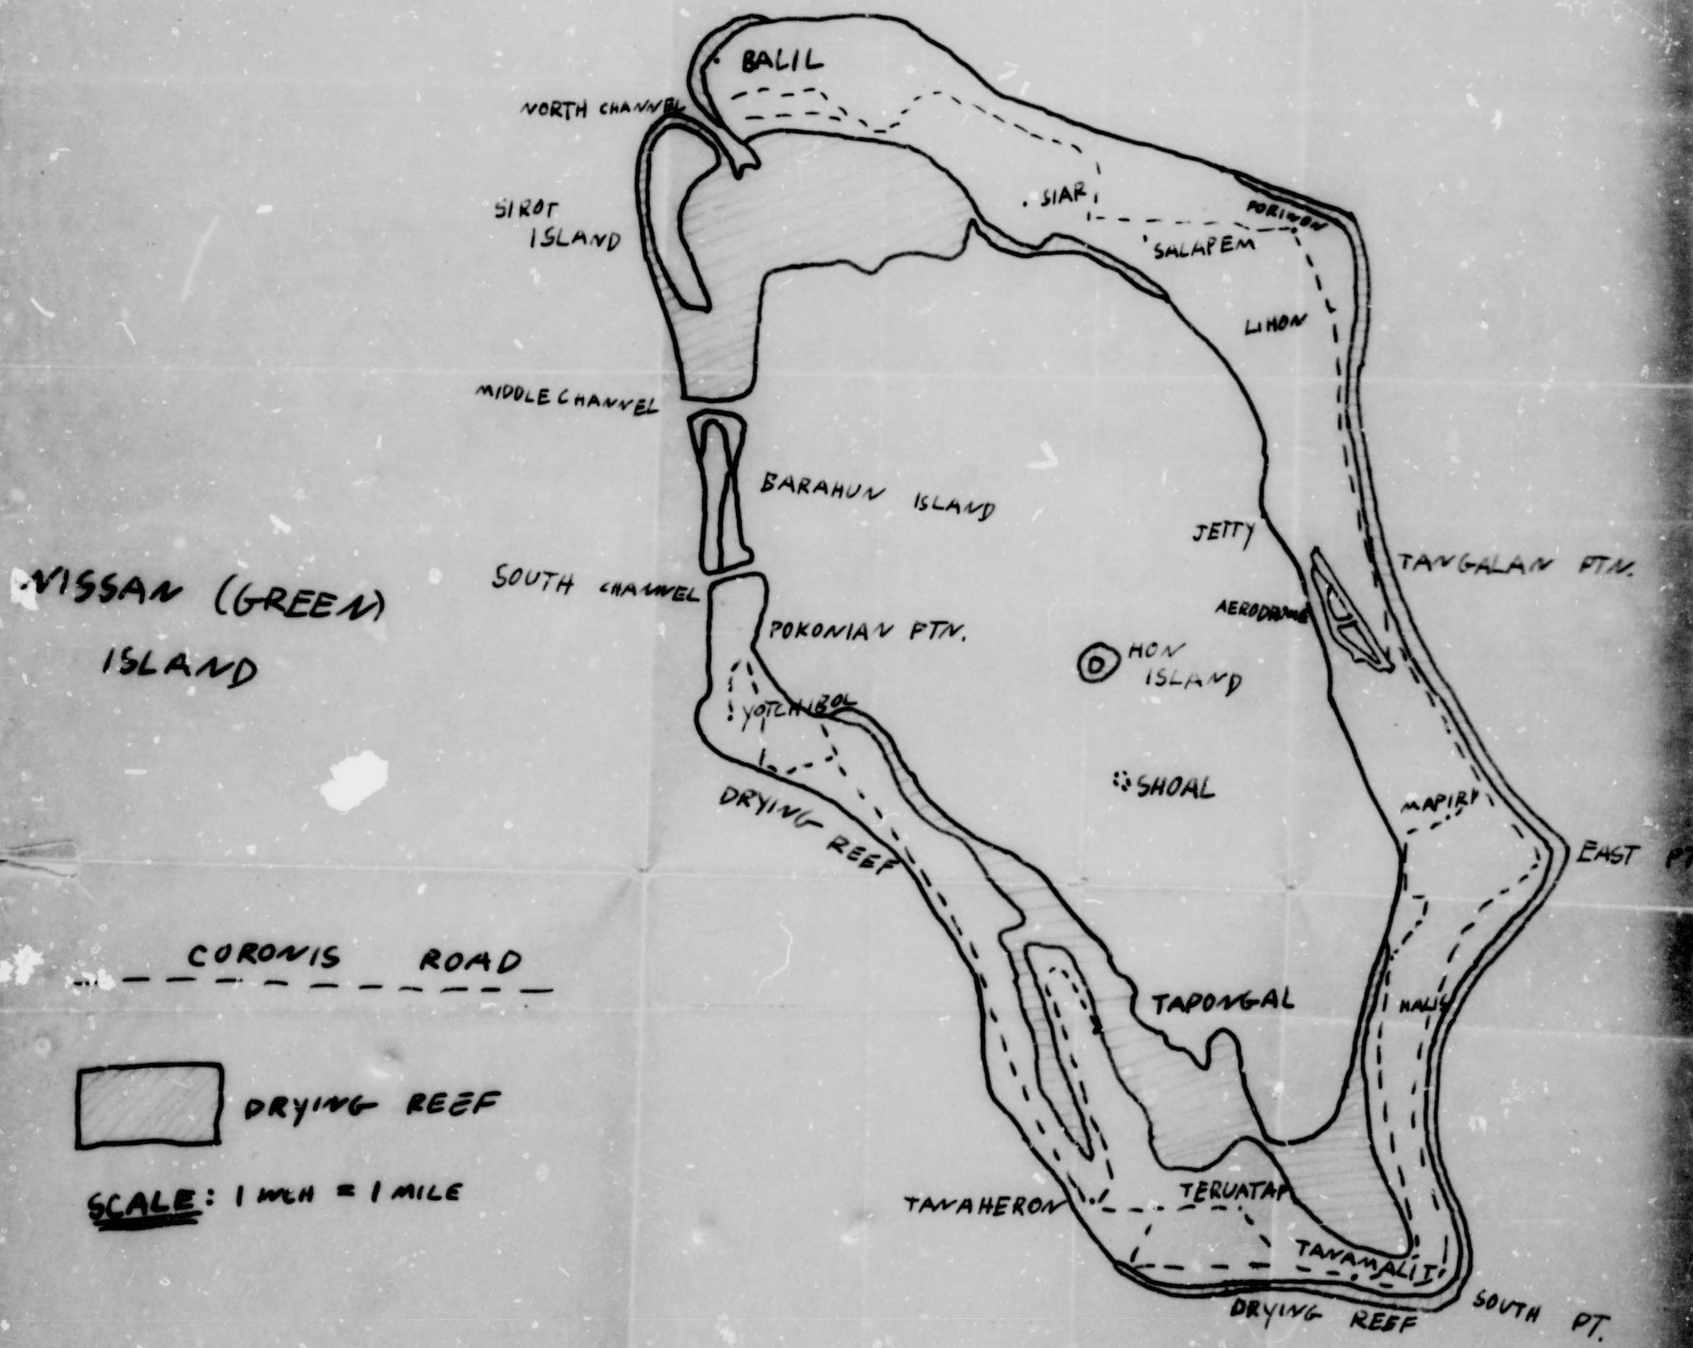 BALIL
NORTH CHANNEL
SIAR
PORIWON
SIROT
ISLAND
SALAPEM
LIHON
MIDDLE CHANNEL
BARAHUN ISLAND
JETTY
TANGALAN PTN.
NISSAN (GREEN)
ISLAND
SOUTH CHANNEL
AERODROME
POKONIAN PTN.
HON
ISLAND
YOTCHIBOL
SHOAL
DRYING REEF
MAPIRI
EAST PT
CORONIS ROAD
TAPONGAL
HALIS
DRYING REEF
SCALE: 1 INCH = 1 MILE
TANAHERON
TERUATAP
TANAMALIT
DRYING REEF
SOUTH PT.